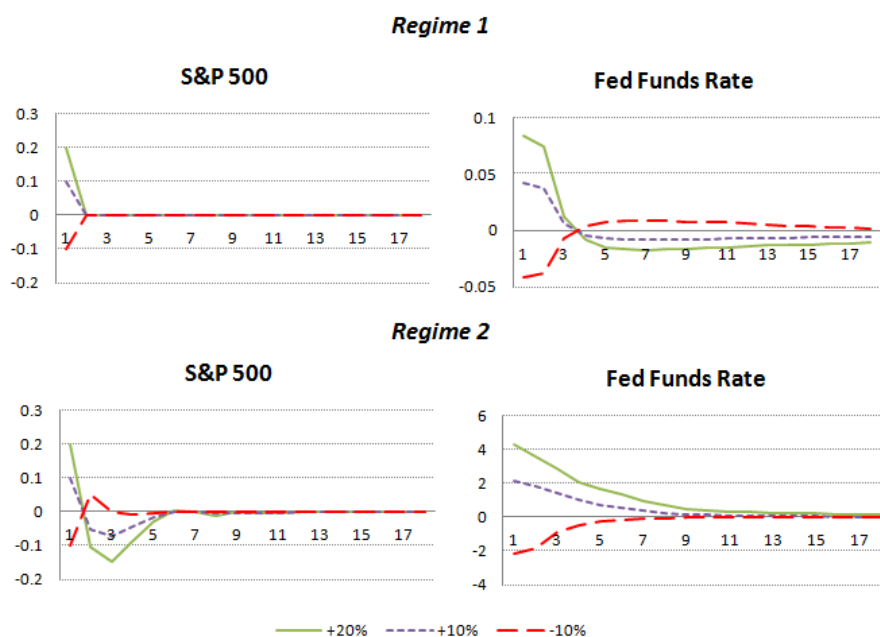 Regime 1
S&P 500
0.3
0.2
0.1
0
-0.1
-0.2
1 3 5 7 9 11 13 15 17
Fed Funds Rate
0.1
0.05
0
-0.05
1 3 5 7 9 11 13 15 17
Regime 2
S&P 500
0.3
0.2
0.1
0
-0.1
-0.2
1 3 5 7 9 11 13 15 17
Fed Funds Rate
6
4
2
0
-2
-4
1 3 5 7 9 11 13 15 17
+20% +10% -10%